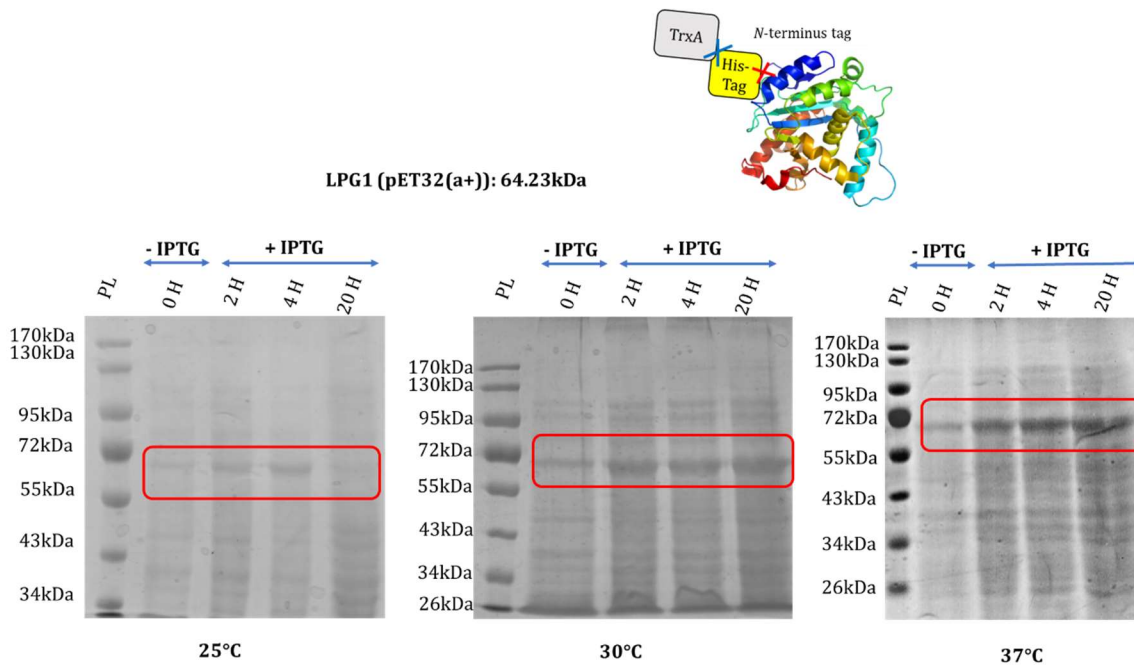 TrxA
N-terminus tag
His-
Tag
LPG1 (pET32(a+)): 64.23kDa
- IPTG
+ IPTG
PL
0 H
2 H
4 H
20 H
170kDa
130kDa
95kDa
72kDa
55kDa
43kDa
34kDa
25°C
- IPTG
+ IPTG
PL
0 H
2 H
4 H
20 H
170kDa
130kDa
95kDa
72kDa
55kDa
43kDa
34kDa
26kDa
30°C
- IPTG
+ IPTG
PL
0 H
2 H
4 H
20 H
170kDa
130kDa
95kDa
72kDa
55kDa
43kDa
34kDa
26kDa
37°C